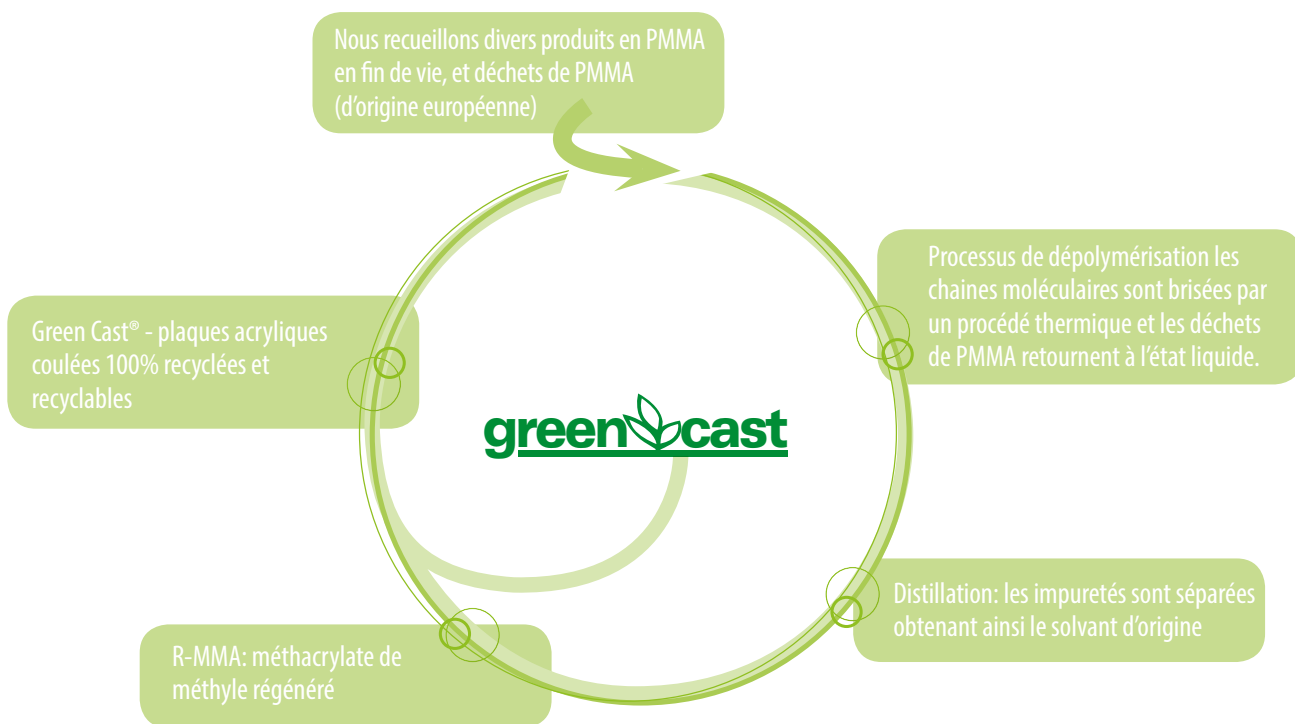 Nous recueillons divers produits en PMMA
en fin de vie, et déchets de PMMA
(d'origine européenne)
Processus de dépolymérisation les
chaines moléculaires sont brisées par
un procédé thermique et les déchets
de PMMA retournent à l'état liquide.
Distillation: les impuretés sont séparées
obtenant ainsi le solvant d'origine
R-MMA: méthacrylate de
méthyle régénéré
Green Cast® - plaques acryliques
coulées 100% recyclées et
recyclables
green cast